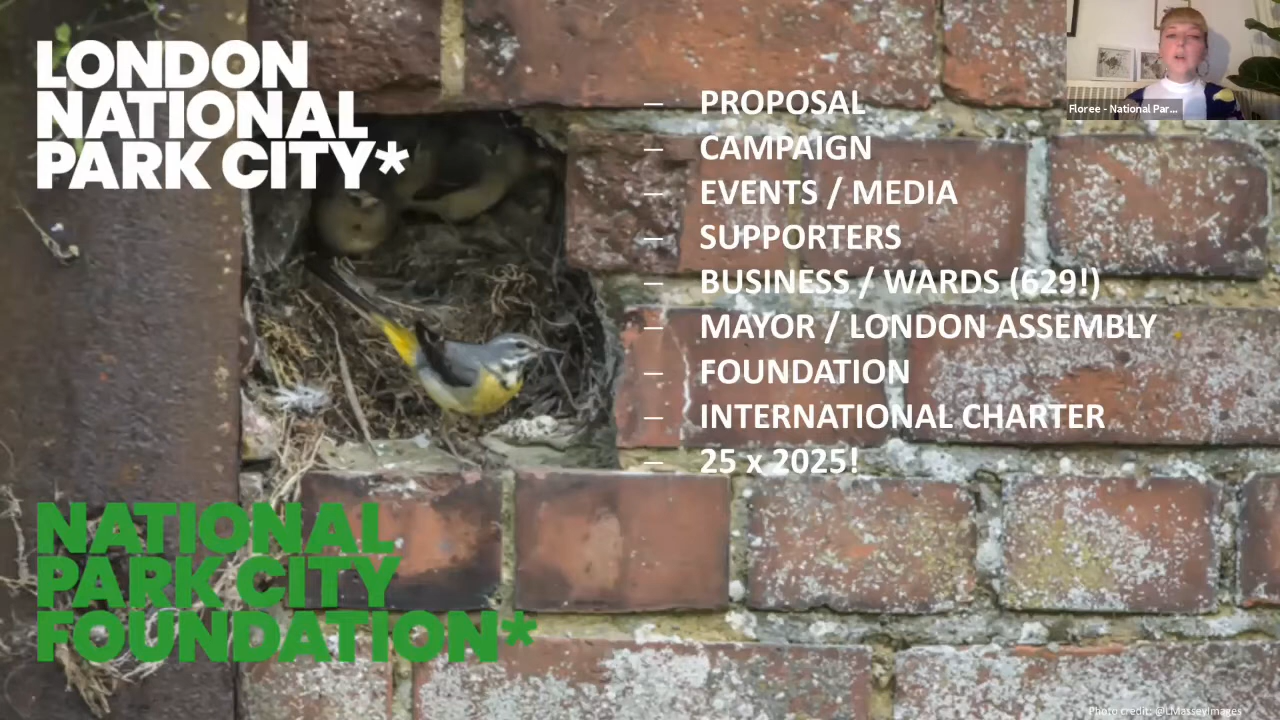 LONDON
NATIONAL
PARK CITY*
– PROPOSAL
– CAMPAIGN
– EVENTS / MEDIA
– SUPPORTERS
– BUSINESS / WARDS (629!)
– MAYOR / LONDON ASSEMBLY
– FOUNDATION
– INTERNATIONAL CHARTER
– 25 x 2025!
NATIONAL
PARK CITY
FOUNDATION*
Floree - National Par...
Photo credit: @LMasseyImages